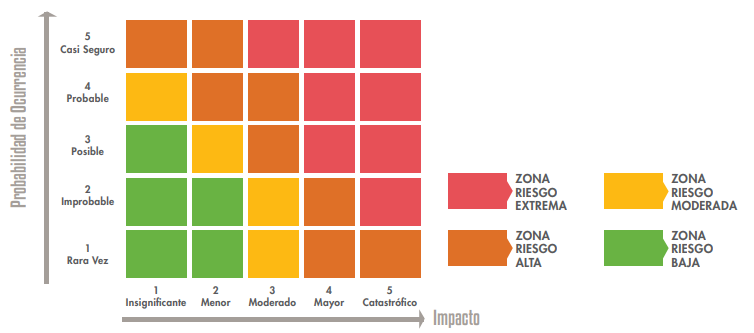 Probabilidad de Ocurrencia
5
Casi Seguro
4
Probable
3
Posible
2
Improbable
1
Rara Vez
1
Insignificante
2
Menor
3
Moderado
4
Mayor
5
Catastrófico
Impacto
ZONA
RIESGO
EXTREMA
ZONA
RIESGO
MODERADA
ZONA
RIESGO
ALTA
ZONA
RIESGO
BAJA